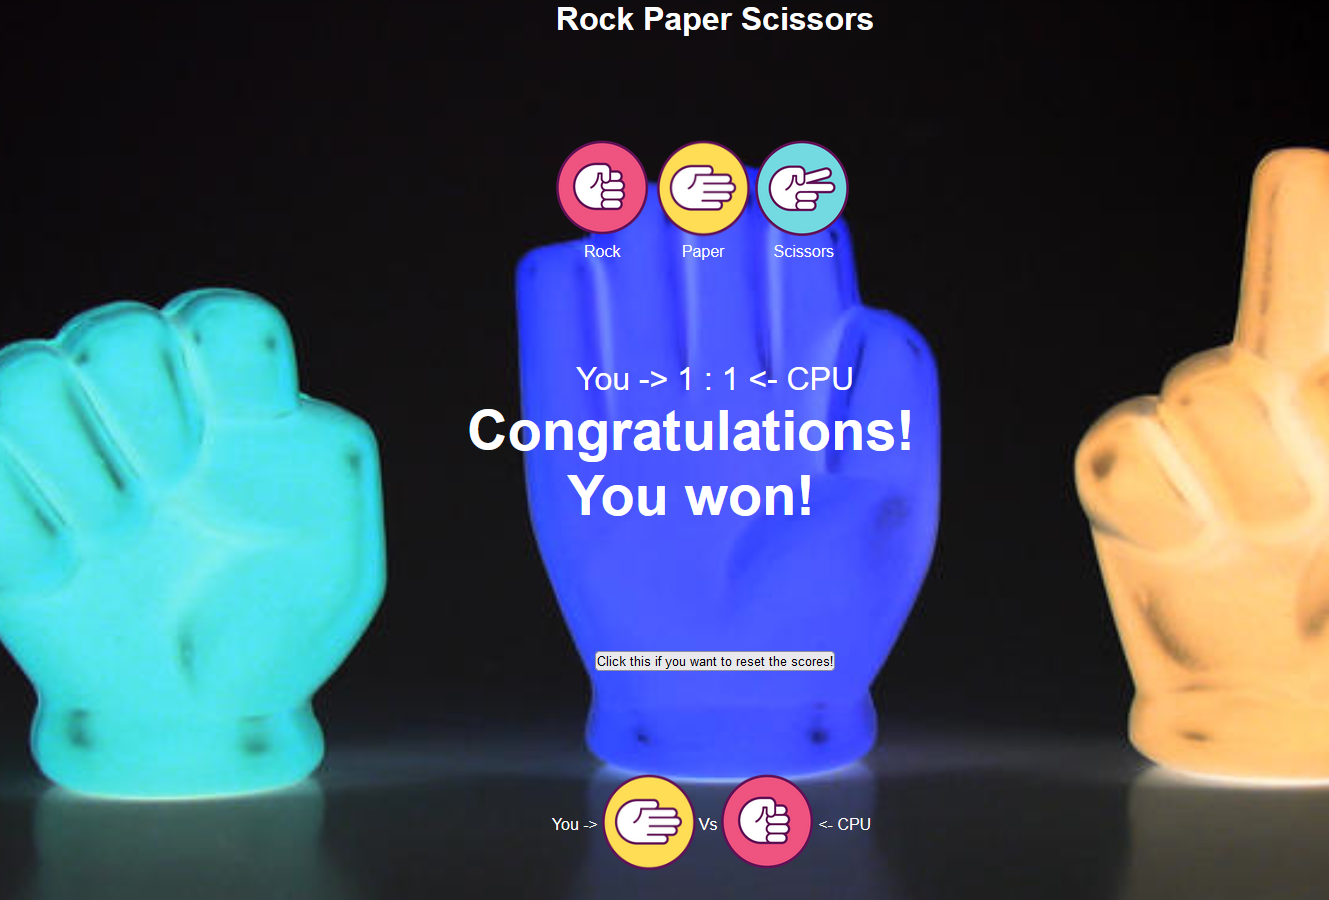 Rock Paper Scissors
Rock Paper Scissors
You -> 1 : 1 <- CPU
Congratulations!
You won!
Click this if you want to reset the scores!
You -> Vs <- CPU